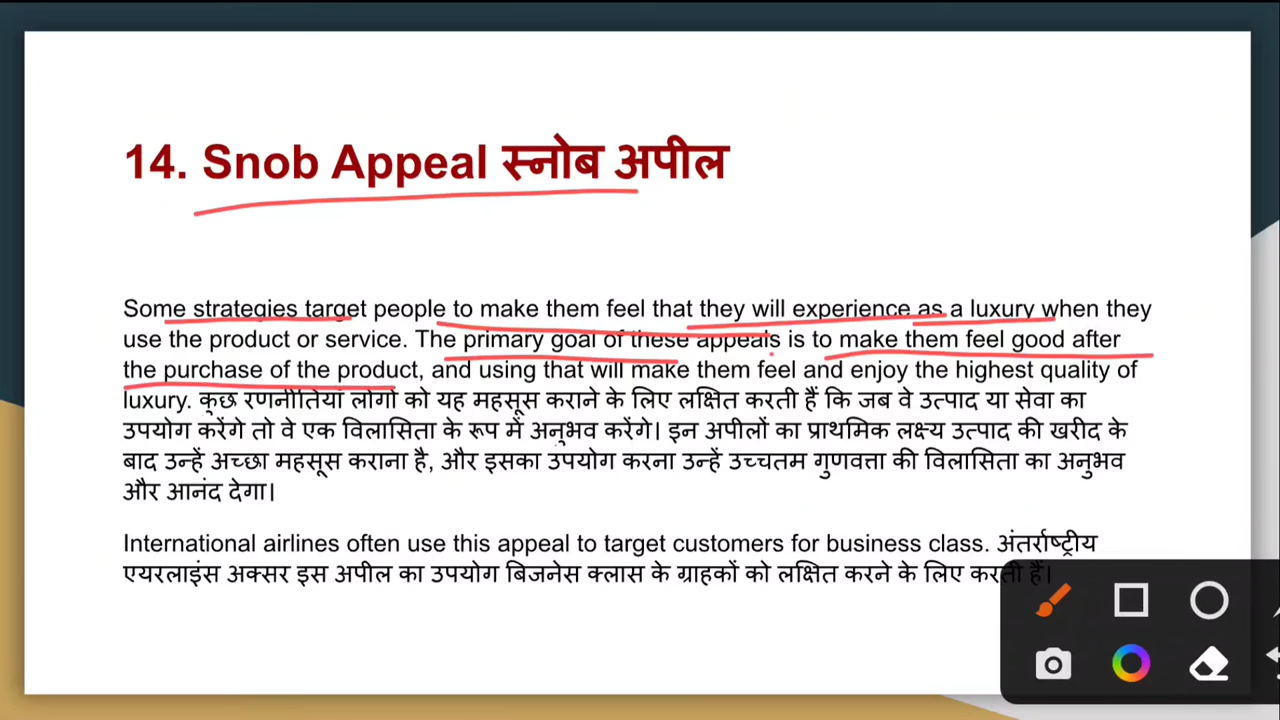 14. Snob Appeal स्नोब अपील
Some strategies target people to make them feel that they will experience as a luxury when they
use the product or service. The primary goal of these appeals is to make them feel good after
the purchase of the product, and using that will make them feel and enjoy the highest quality of
luxury. कुछ रणनीतियाँ लोगों को यह महसूस कराने के लिए लक्षित करती हैं कि जब वे उत्पाद या सेवा का
उपयोग करेंगे तो वे एक विलासिता के रूप में अनुभव करेंगे। इन अपीलों का प्राथमिक लक्ष्य उत्पाद की खरीद के
बाद उन्हें अच्छा महसूस कराना है, और इसका उपयोग करना उन्हें उच्चतम गुणवत्ता की विलासिता का अनुभव
और आनंद देगा।
International airlines often use this appeal to target customers for business class. अंतर्राष्ट्रीय
एयरलाइंस अक्सर इस अपील का उपयोग बिजनेस क्लास के ग्राहकों को लक्षित करने के लिए करती हैं।